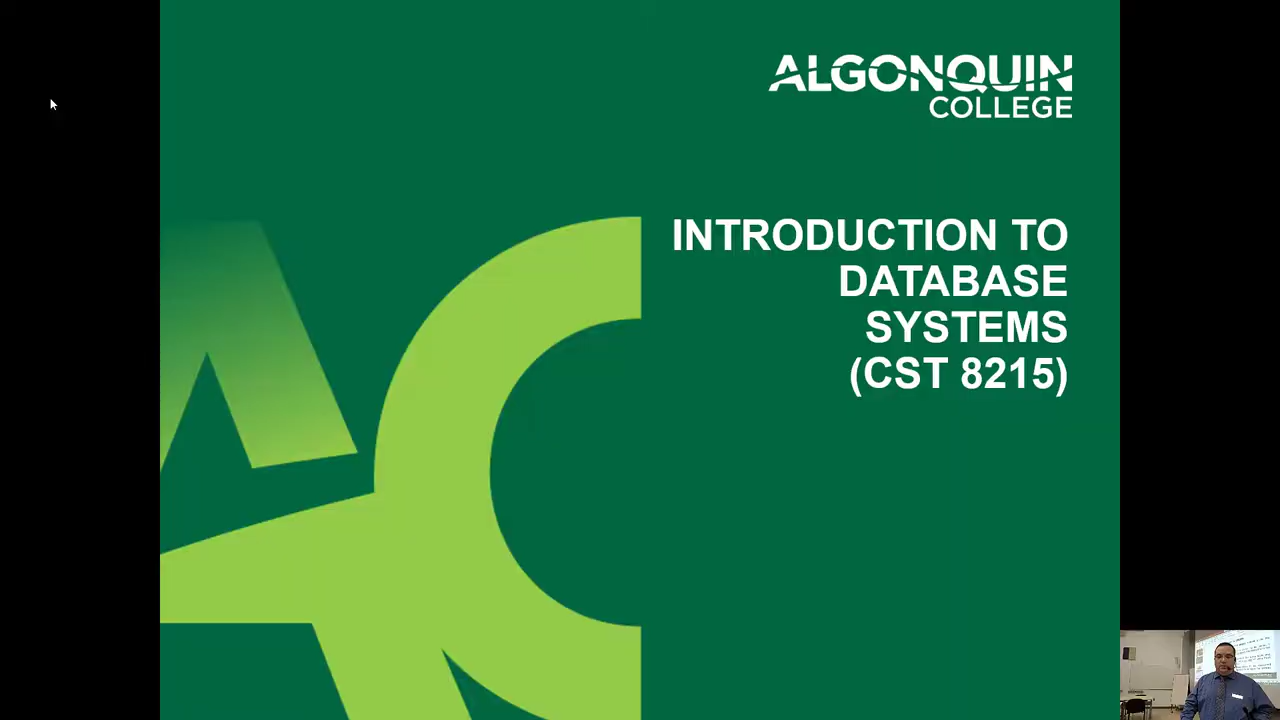 ALGONQUIN
COLLEGE
INTRODUCTION TO
DATABASE
SYSTEMS
(CST 8215)